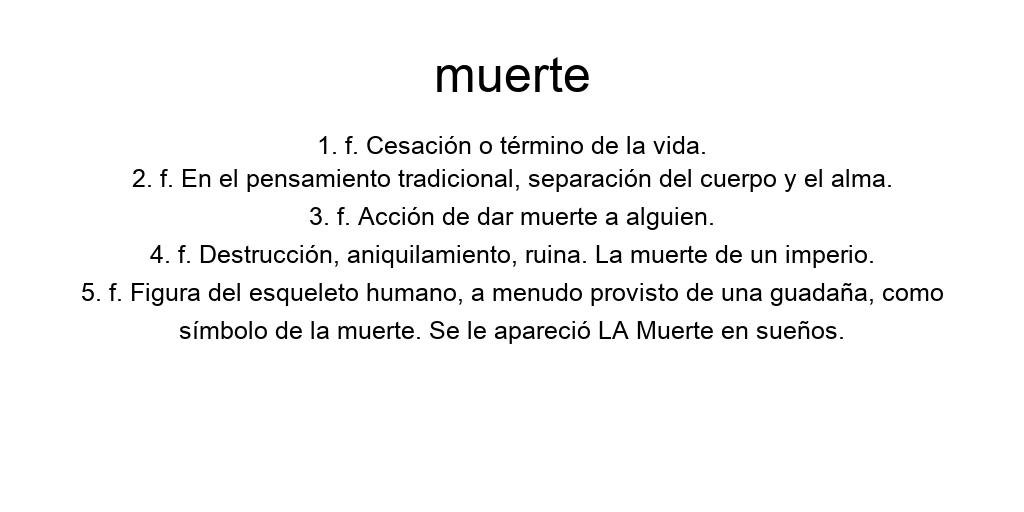 muerte
1. f. Cesación o término de la vida.
2. f. En el pensamiento tradicional, separación del cuerpo y el alma.
3. f. Acción de dar muerte a alguien.
4. f. Destrucción, aniquilamiento, ruina. La muerte de un imperio.
5. f. Figura del esqueleto humano, a menudo provisto de una guadaña, como
símbolo de la muerte. Se le apareció LA Muerte en sueños.